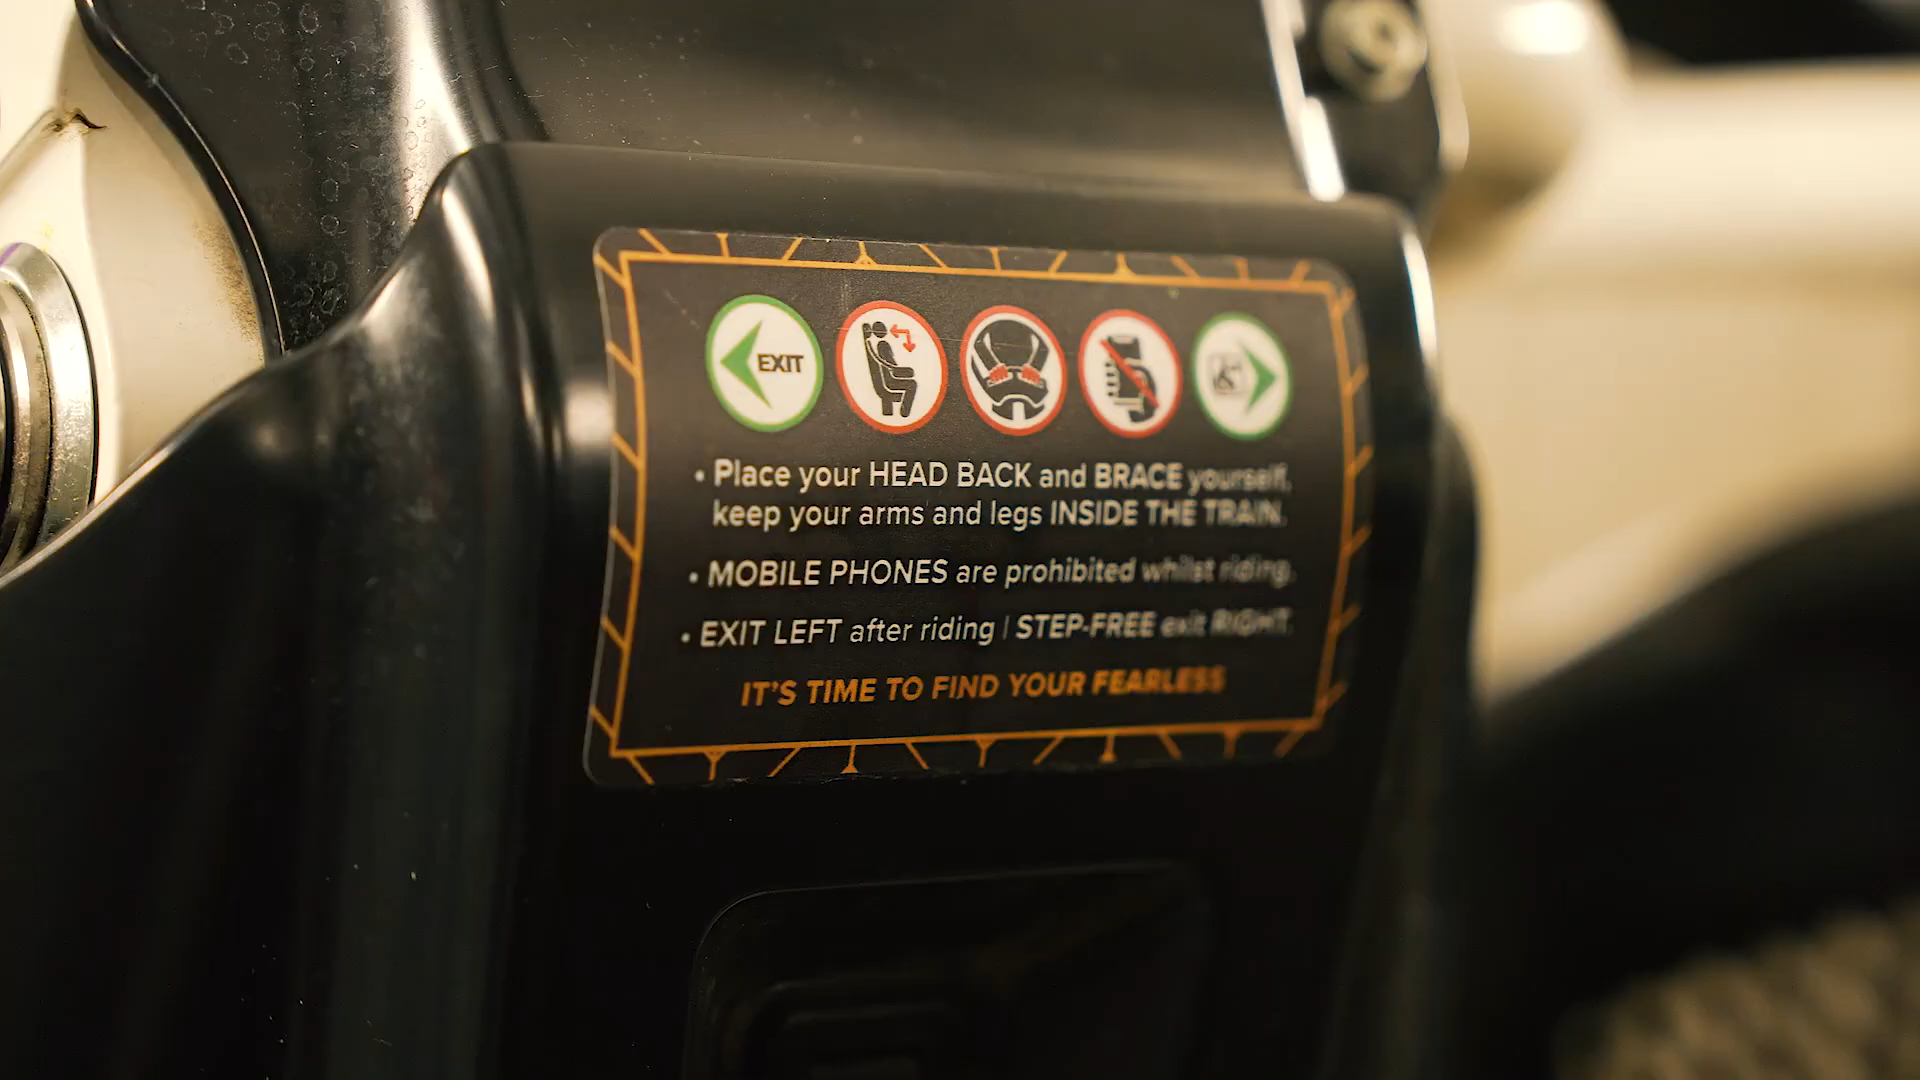 EXIT
• Place your HEAD BACK and BRACE yourself,
keep your arms and legs INSIDE THE TRAIN.
• MOBILE PHONES are prohibited whilst riding.
• EXIT LEFT after riding | STEP-FREE exit RIGHT.
IT'S TIME TO FIND YOUR FEARLESS